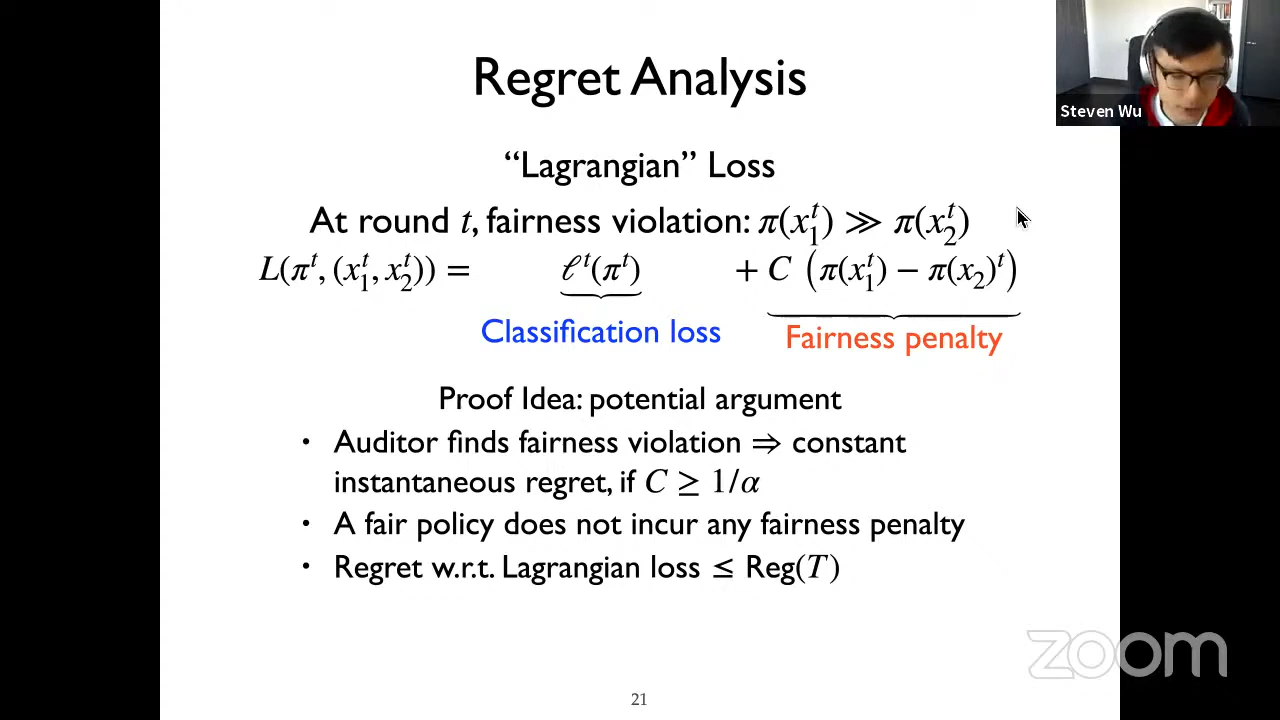 Regret Analysis
Steven Wu
“Lagrangian” Loss
At round t, fairness violation: π(x₁ᵗ) ≫ π(x₂ᵗ)
L(πᵗ, (x₁ᵗ, x₂ᵗ)) = ℓᵗ(πᵗ) + C (π(x₁ᵗ) − π(x₂)ᵗ)
Classification loss Fairness penalty
Proof Idea: potential argument
• Auditor finds fairness violation ⇒ constant
instantaneous regret, if C ≥ 1/α
• A fair policy does not incur any fairness penalty
• Regret w.r.t. Lagrangian loss ≤ Reg(T)
zoom
21